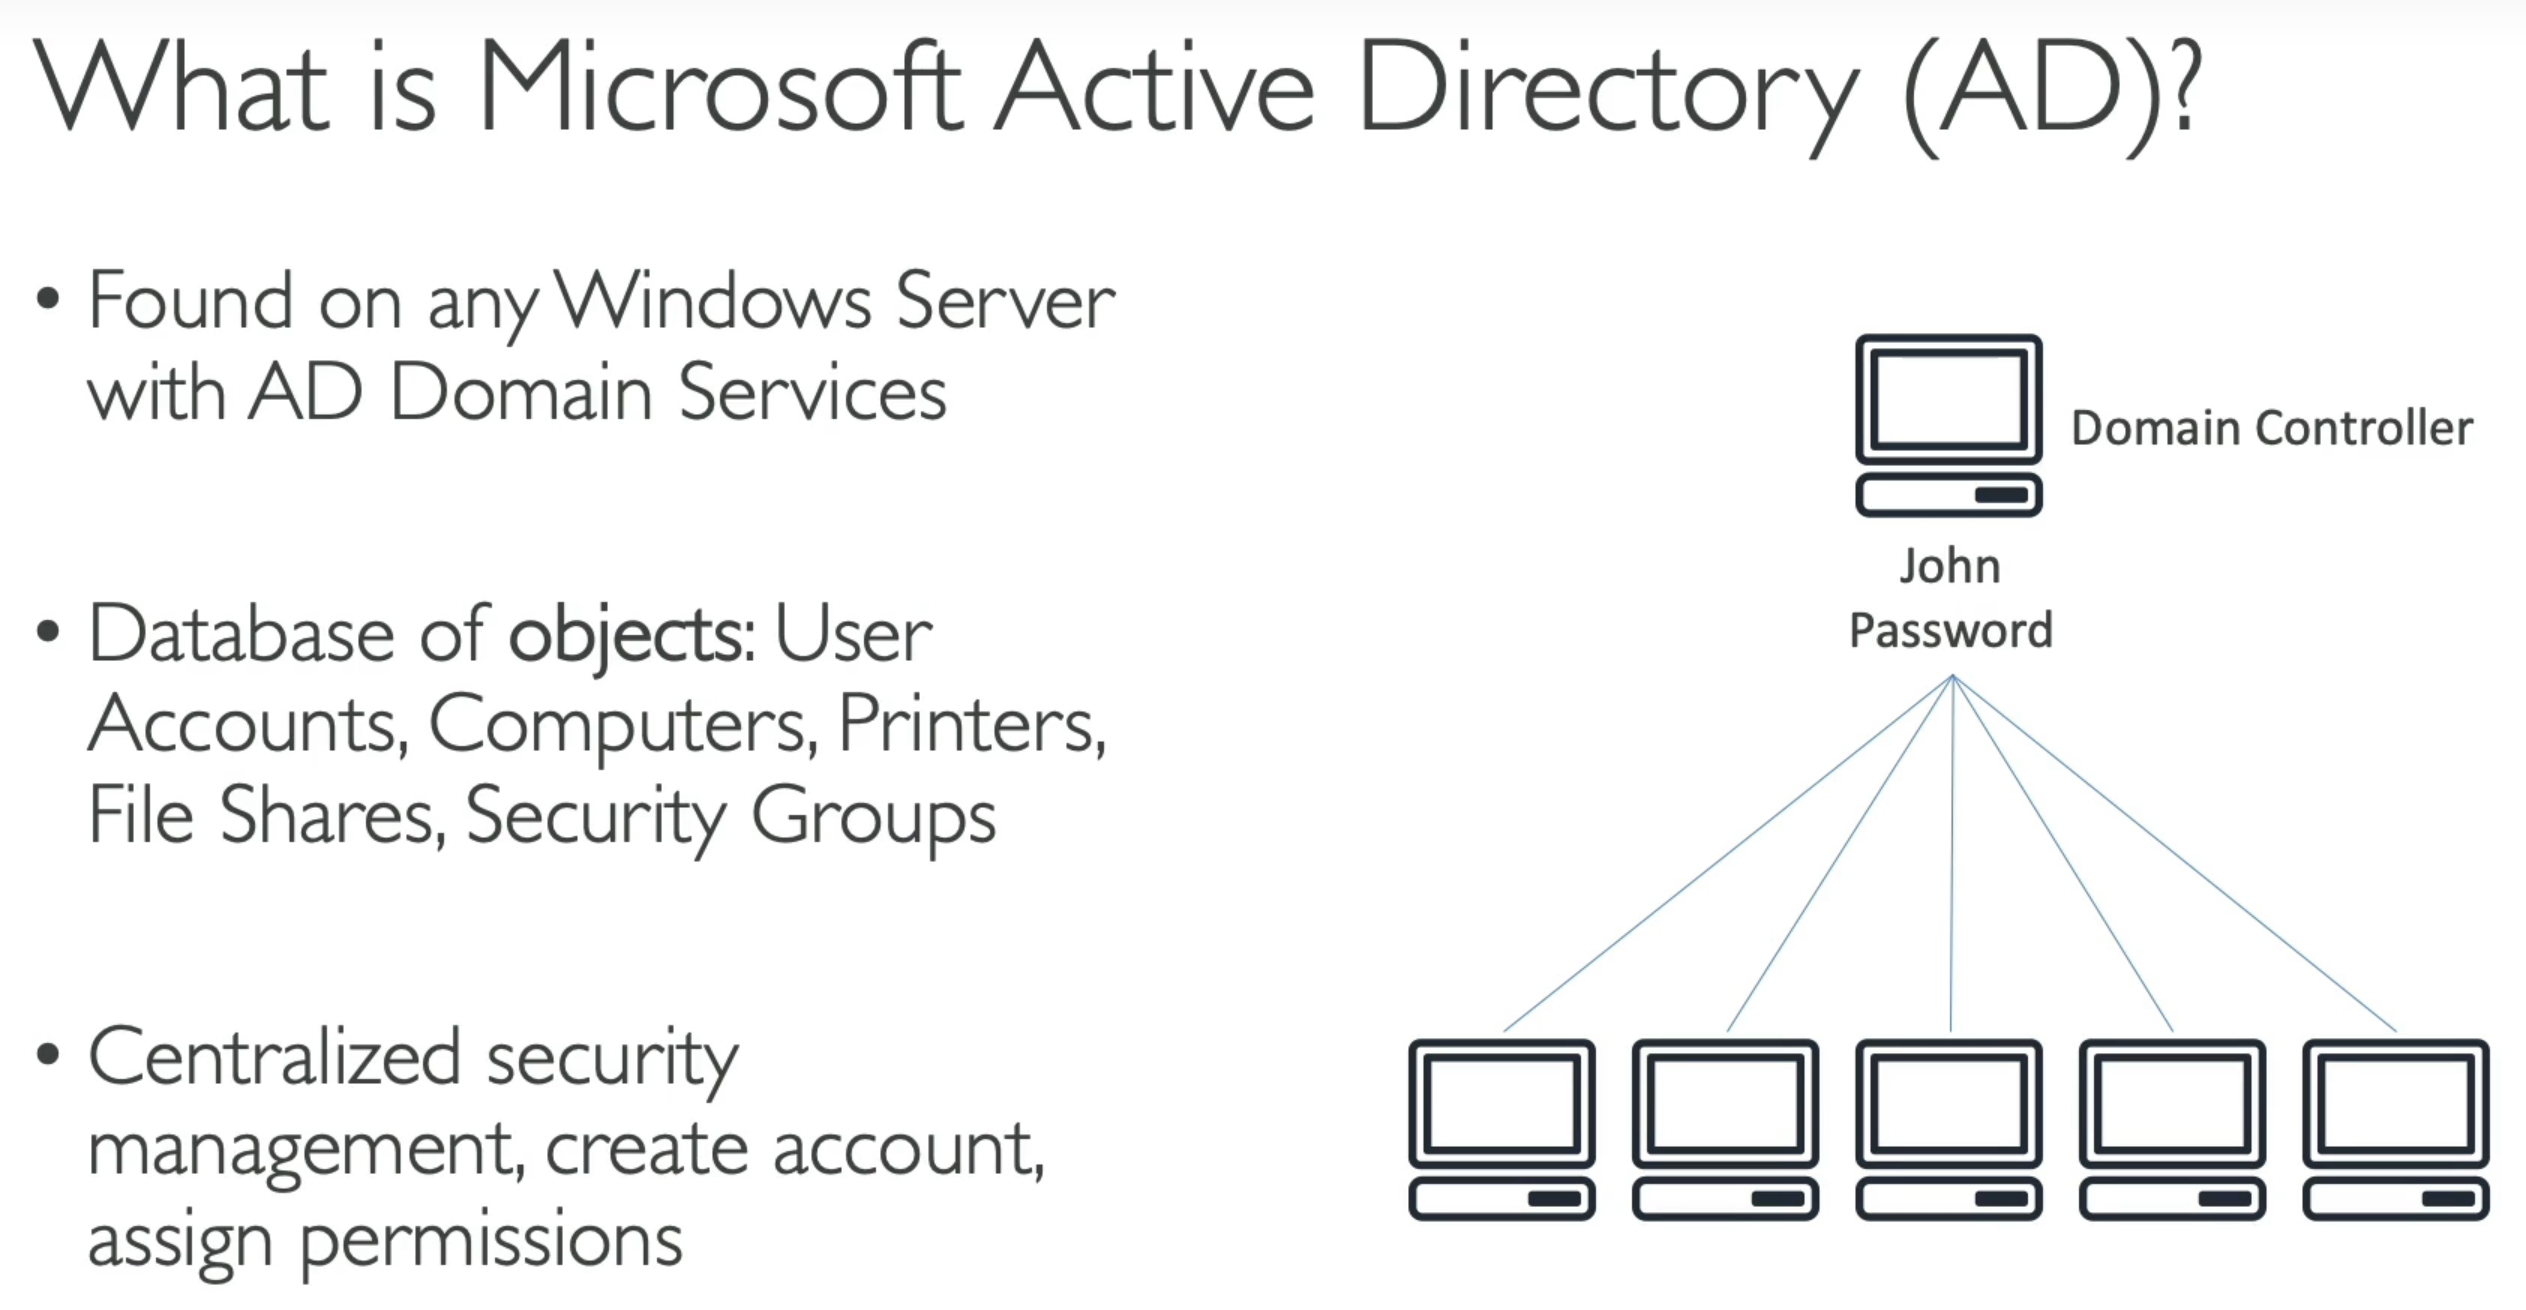 What is Microsoft Active Directory (AD)?
• Found on any Windows Server
with AD Domain Services
• Database of objects: User
Accounts, Computers, Printers,
File Shares, Security Groups
• Centralized security
management, create account,
assign permissions
Domain Controller
John
Password